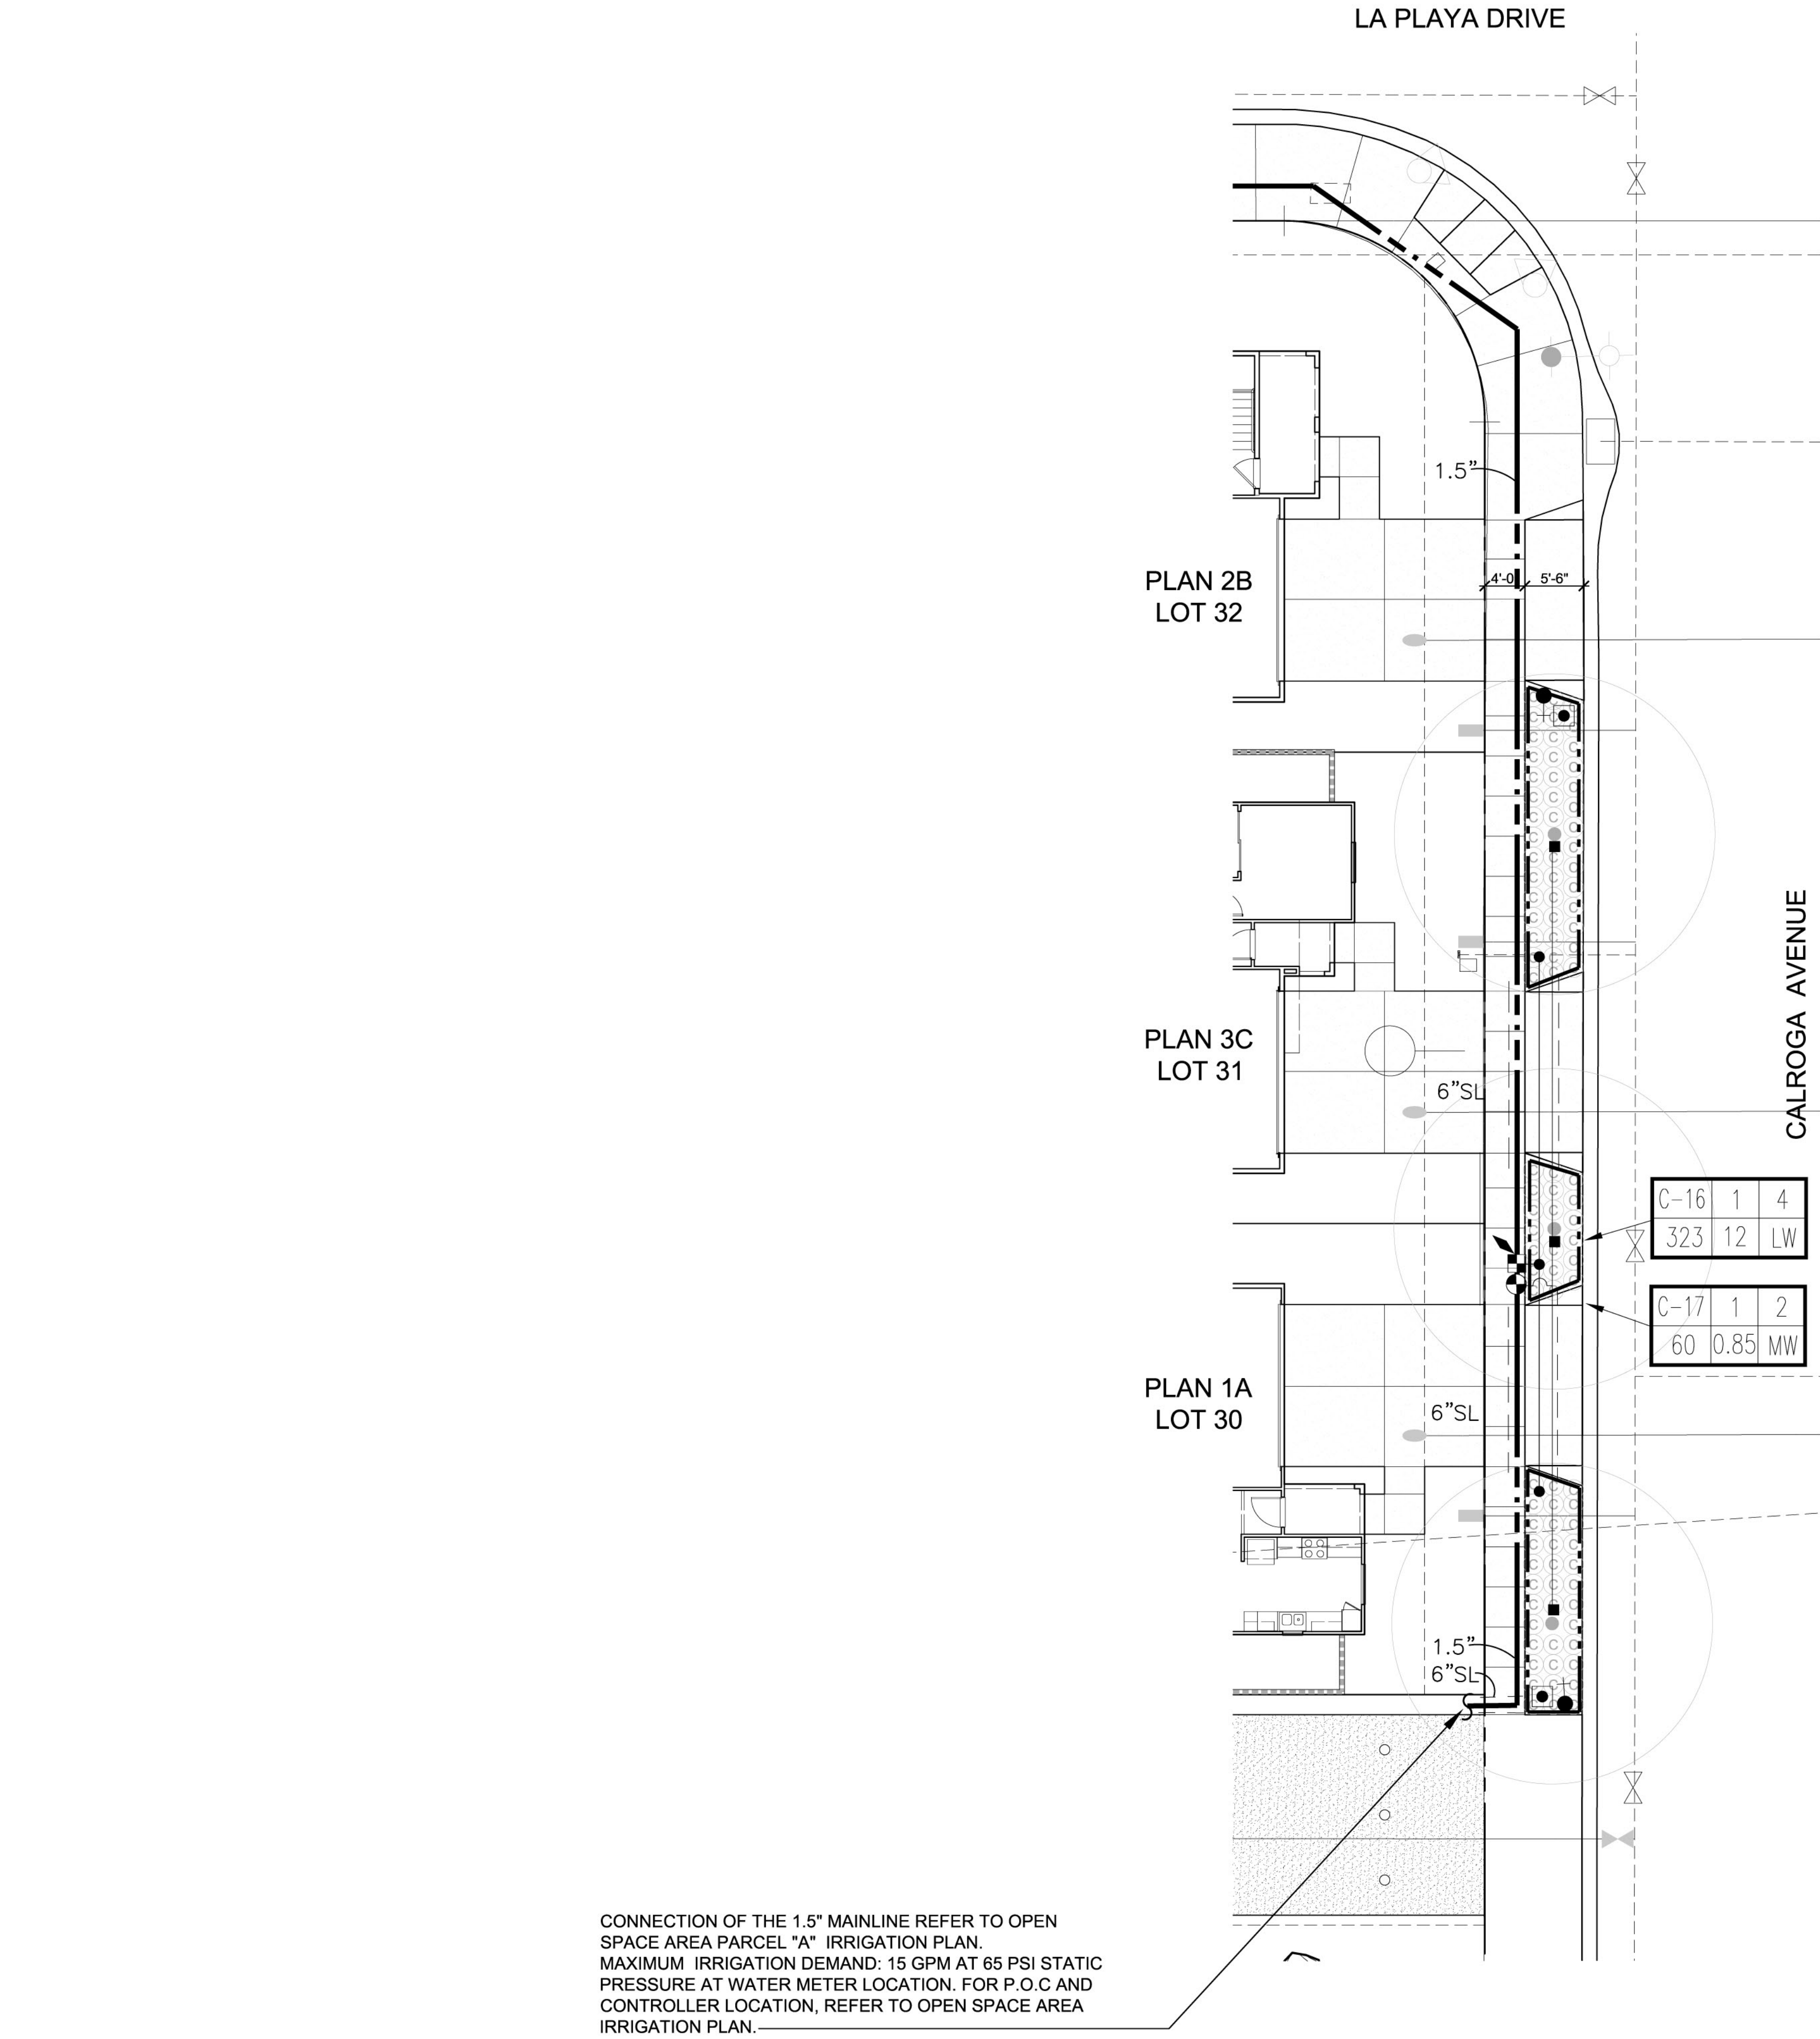 LA PLAYA DRIVE
1.5”
4'-0
5'-6"
PLAN 2B
LOT 32
PLAN 3C
LOT 31
6”SL
CALROGA AVENUE
C-16 1 4
323 12 LW
C-17 1 2
60 0.85 MW
PLAN 1A
LOT 30
6”SL
1.5”
6”SL
CONNECTION OF THE 1.5" MAINLINE REFER TO OPEN
SPACE AREA PARCEL "A" IRRIGATION PLAN.
MAXIMUM IRRIGATION DEMAND: 15 GPM AT 65 PSI STATIC
PRESSURE AT WATER METER LOCATION. FOR P.O.C AND
CONTROLLER LOCATION, REFER TO OPEN SPACE AREA
IRRIGATION PLAN.